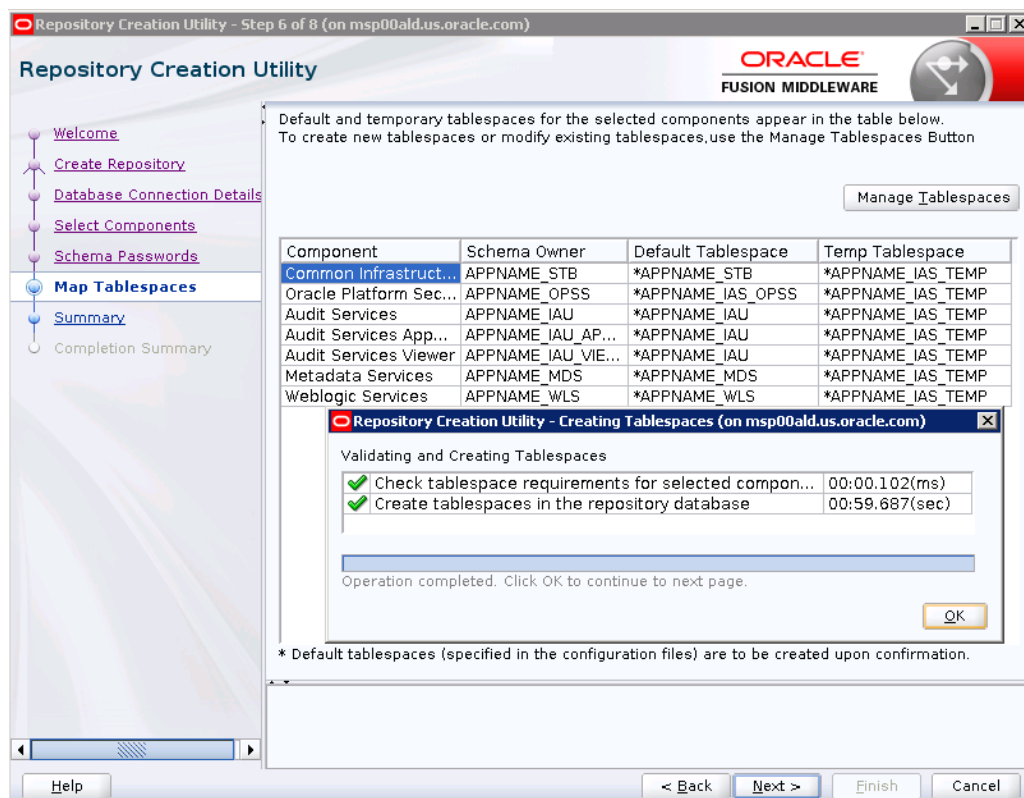 Repository Creation Utility - Step 6 of 8 (on msp00ald.us.oracle.com)
Repository Creation Utility
ORACLE
FUSION MIDDLEWARE
Welcome
Create Repository
Database Connection Details
Select Components
Schema Passwords
Map Tablespaces
Summary
Completion Summary
Default and temporary tablespaces for the selected components appear in the table below.
To create new tablespaces or modify existing tablespaces,use the Manage Tablespaces Button
Manage Tablespaces
Component Schema Owner Default Tablespace Temp Tablespace
Common Infrastruct... APPNAME_STB *APPNAME_STB *APPNAME_IAS_TEMP
Oracle Platform Sec... APPNAME_OPSS *APPNAME_IAS_OPSS *APPNAME_IAS_TEMP
Audit Services APPNAME_IAU *APPNAME_IAU *APPNAME_IAS_TEMP
Audit Services App... APPNAME_IAU_AP... *APPNAME_IAU *APPNAME_IAS_TEMP
Audit Services Viewer APPNAME_IAU_VIE... *APPNAME_IAU *APPNAME_IAS_TEMP
Metadata Services APPNAME_MDS *APPNAME_MDS *APPNAME_IAS_TEMP
Weblogic Services APPNAME_WLS *APPNAME_WLS *APPNAME_IAS_TEMP
Repository Creation Utility - Creating Tablespaces (on msp00ald.us.oracle.com)
Validating and Creating Tablespaces
Check tablespace requirements for selected compon... 00:00.102(ms)
Create tablespaces in the repository database 00:59.687(sec)
Operation completed. Click OK to continue to next page.
OK
* Default tablespaces (specified in the configuration files) are to be created upon confirmation.
Help
< Back
Next >
Finish
Cancel